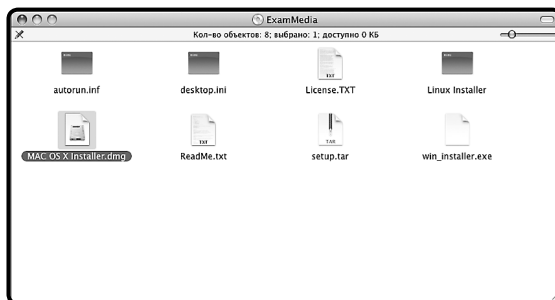 ExamMedia
Кол-во объектов: 8; выбрано: 1; доступно 0 КБ
autorun.inf
desktop.ini
License.TXT
Linux Installer
MAC OS X Installer.dmg
ReadMe.txt
setup.tar
win_installer.exe